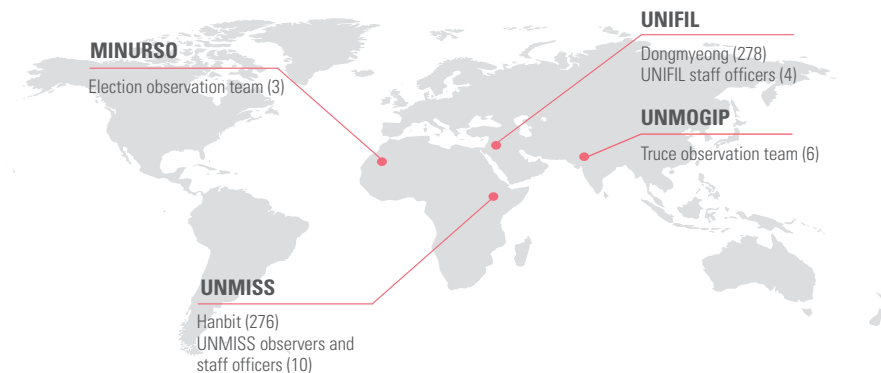 MINURSO
Election observation team (3)
UNIFIL
Dongmyeong (278)
UNIFIL staff officers (4)
UNMOGIP
Truce observation team (6)
UNMISS
Hanbit (276)
UNMISS observers and
staff officers (10)